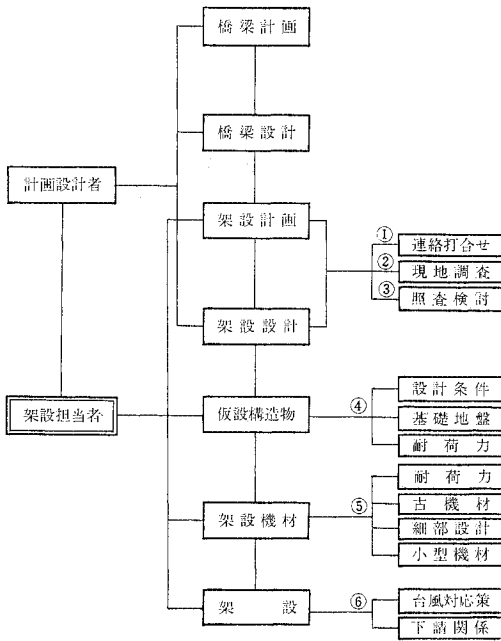 橋梁計画
橋梁設計
計画設計者
架設計画
① 連絡打合せ
② 現地調査
③ 照査検討
架設設計
架設担当者
仮設構造物
④
設計条件
基礎地盤
耐荷力
架設機材
⑤
耐荷力
古機材
細部設計
小型機材
架設
⑥
台風対応策
下請関係